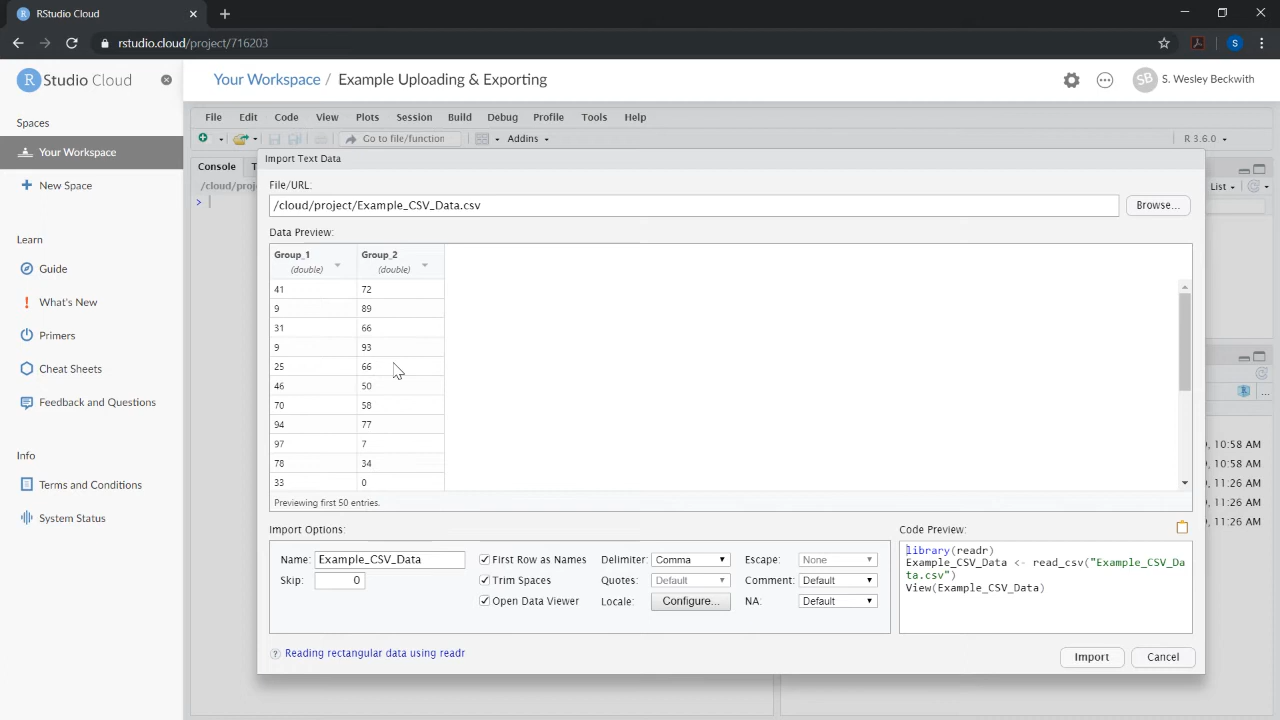 RStudio Cloud
rstudio.cloud/project/716203
S
R Studio Cloud
Your Workspace / Example Uploading & Exporting
SB S. Wesley Beckwith
Spaces
Your Workspace
New Space
Learn
Guide
What's New
Primers
Cheat Sheets
Feedback and Questions
Info
Terms and Conditions
System Status
File Edit Code View Plots Session Build Debug Profile Tools Help
Go to file/function Addins R 3.6.0
Console
/cloud/proj
>
List
Import Text Data
File/URL:
/cloud/project/Example_CSV_Data.csv Browse...
Data Preview:
Group_1 Group_2
(double) (double)
41 72
9 89
31 66
9 93
25 66
46 50
70 58
94 77
97 7
78 34
33 0
Previewing first 50 entries.
Import Options:
Name: Example_CSV_Data First Row as Names Delimiter: Comma Escape: None
Skip: 0 Trim Spaces Quotes: Default Comment: Default
Open Data Viewer Locale: Configure... NA: Default
Code Preview:
library(readr)
Example_CSV_Data <- read_csv("Example_CSV_Da
ta.csv")
View(Example_CSV_Data)
Reading rectangular data using readr
Import Cancel
, 10:58 AM
, 10:58 AM
, 11:26 AM
, 11:26 AM
, 11:26 AM